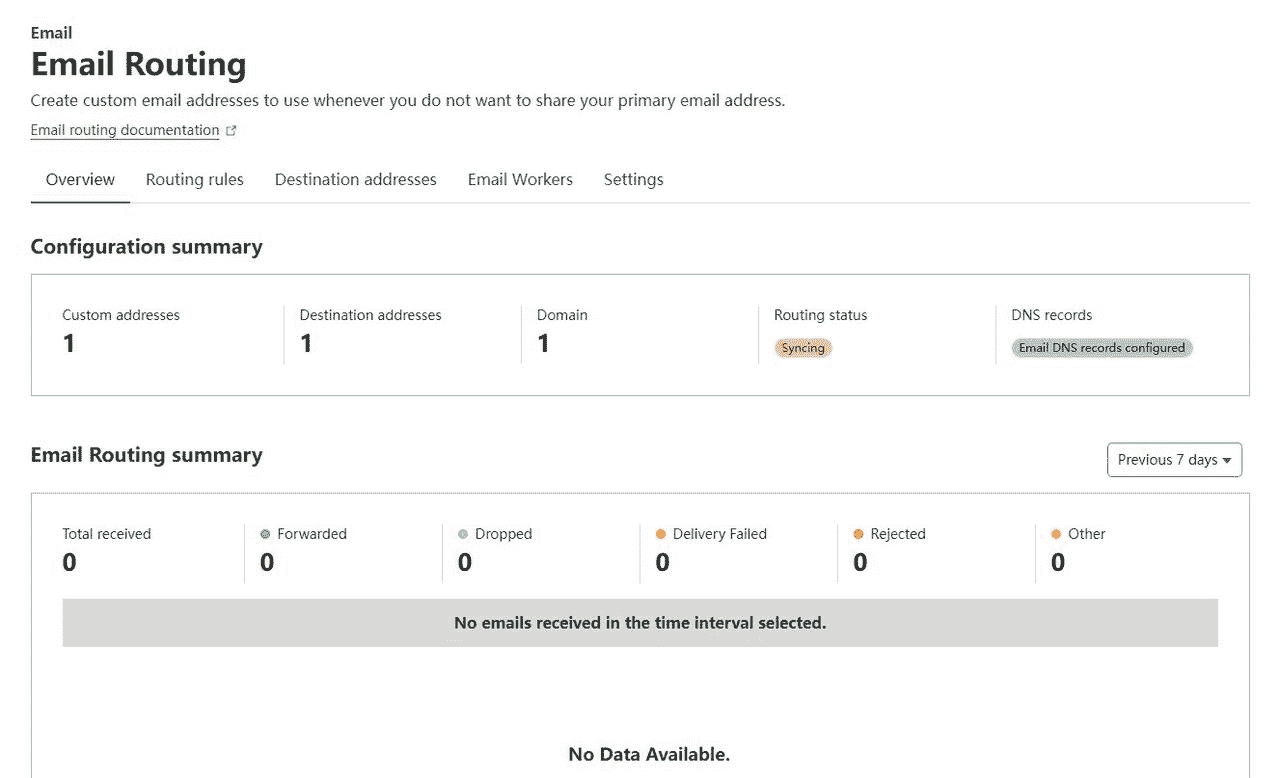 Email
Email Routing
Create custom email addresses to use whenever you do not want to share your primary email address.
Email routing documentation
Overview Routing rules Destination addresses Email Workers Settings
Configuration summary
Custom addresses Destination addresses Domain Routing status DNS records
1 1 1 Syncing Email DNS records configured
Email Routing summary
Previous 7 days
Total received Forwarded Dropped Delivery Failed Rejected Other
0 0 0 0 0 0
No emails received in the time interval selected.
No Data Available.